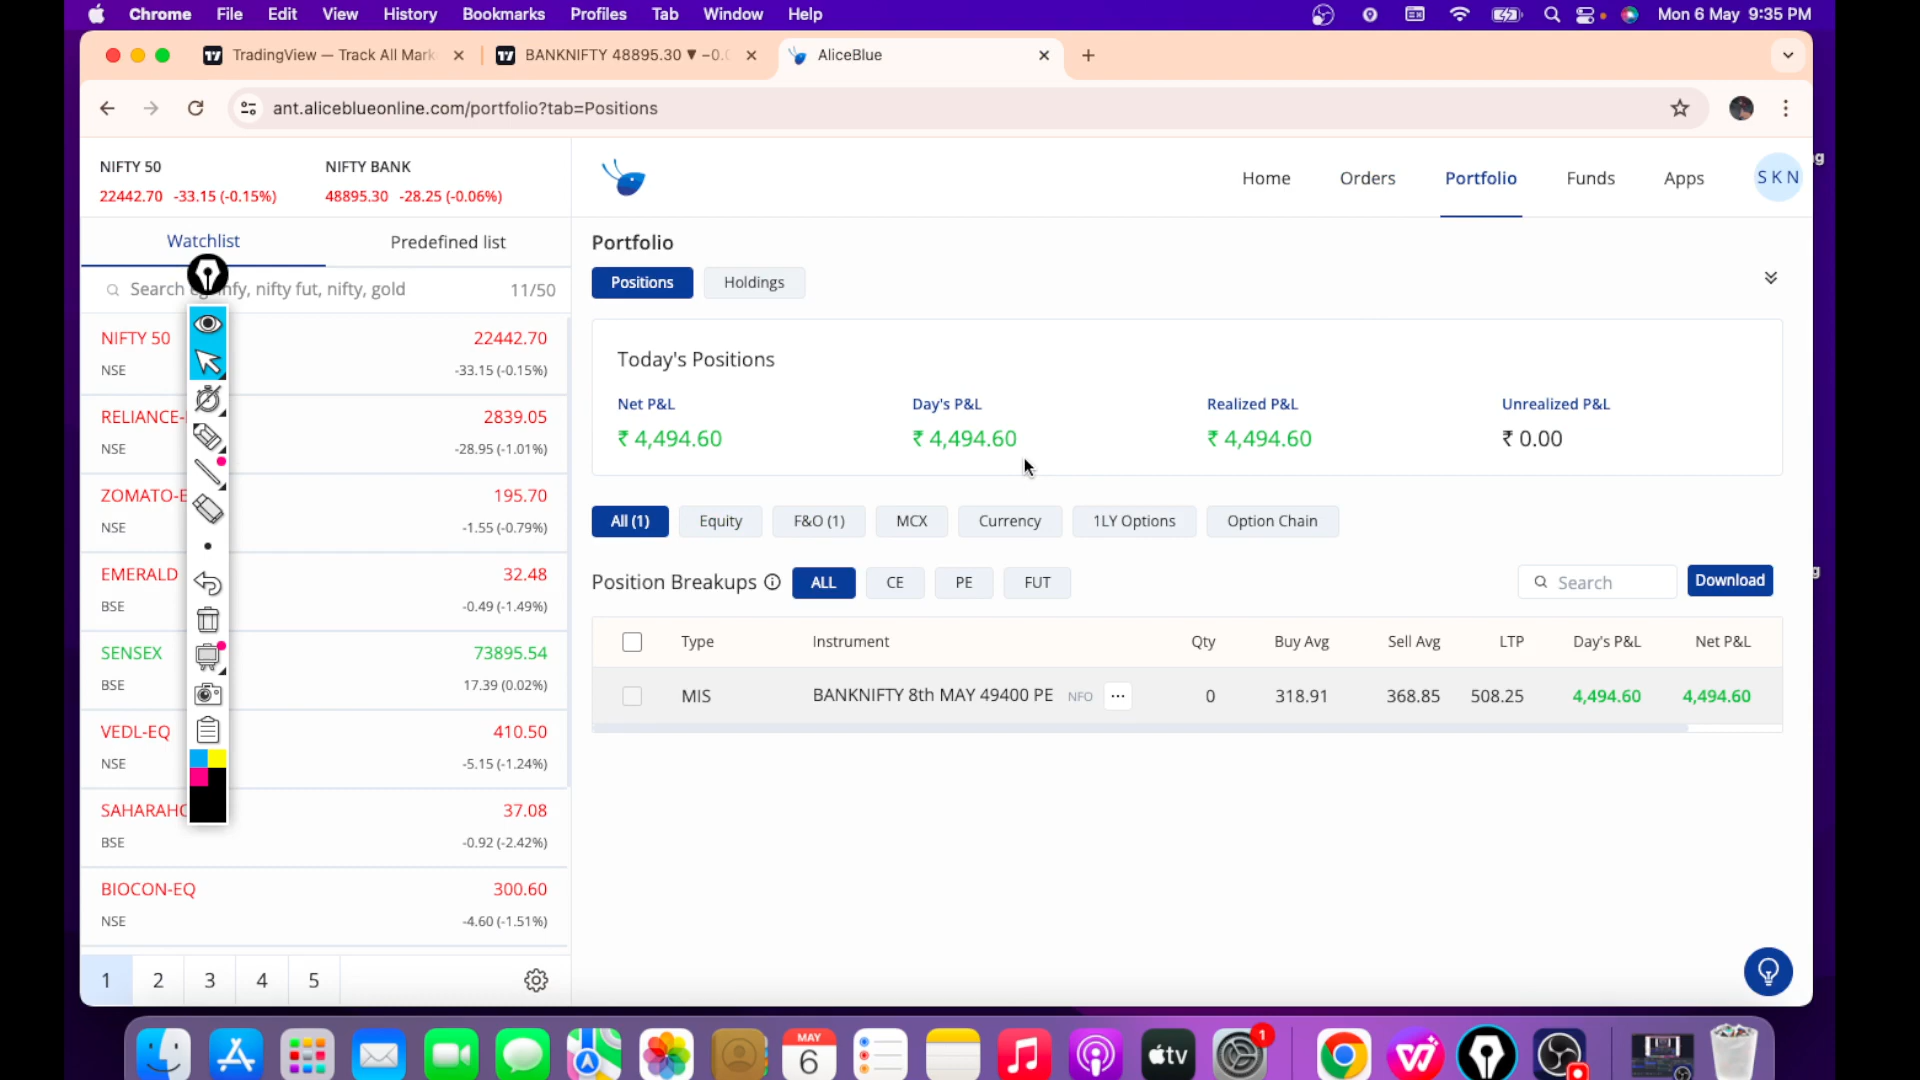 Chrome File Edit View History Bookmarks Profiles Tab Window Help Mon 6 May 9:35 PM
TradingView — Track All Mark BANKNIFTY 48895.30 ▼ −0.0 AliceBlue
ant.aliceblueonline.com/portfolio?tab=Positions
NIFTY 50 NIFTY BANK
22442.70 -33.15 (-0.15%) 48895.30 -28.25 (-0.06%)
Home Orders Portfolio Funds Apps S K N
Watchlist Predefined list
Search nfy, nifty fut, nifty, gold 11/50
NIFTY 50 22442.70
NSE -33.15 (-0.15%)
RELIANCE- 2839.05
NSE -28.95 (-1.01%)
ZOMATO-E 195.70
NSE -1.55 (-0.79%)
EMERALD 32.48
BSE -0.49 (-1.49%)
SENSEX 73895.54
BSE 17.39 (0.02%)
VEDL-EQ 410.50
NSE -5.15 (-1.24%)
SAHARAHO 37.08
BSE -0.92 (-2.42%)
BIOCON-EQ 300.60
NSE -4.60 (-1.51%)
1 2 3 4 5
Portfolio
Positions Holdings
Today's Positions
Net P&L Day's P&L Realized P&L Unrealized P&L
₹ 4,494.60 ₹ 4,494.60 ₹ 4,494.60 ₹ 0.00
All (1) Equity F&O (1) MCX Currency 1LY Options Option Chain
Position Breakups ALL CE PE FUT Search Download
Type Instrument Qty Buy Avg Sell Avg LTP Day's P&L Net P&L
MIS BANKNIFTY 8th MAY 49400 PE NFO 0 318.91 368.85 508.25 4,494.60 4,494.60
MAY
6
tv
1